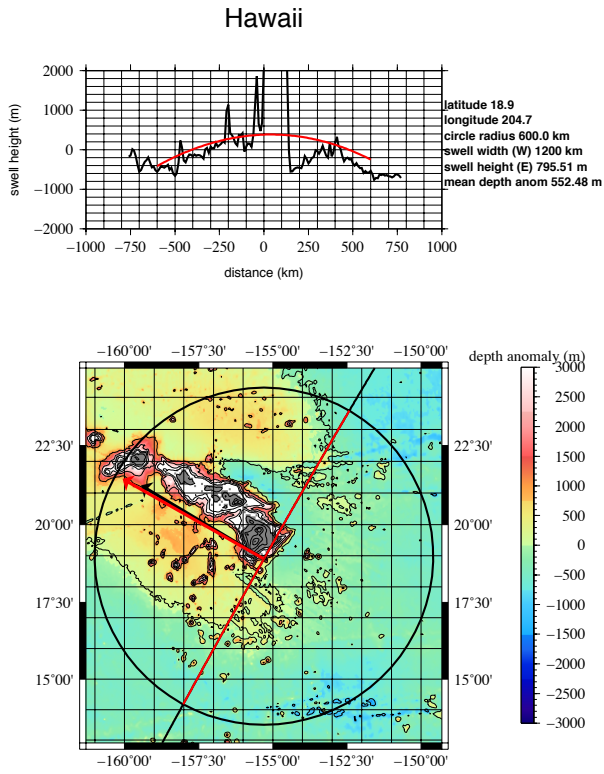 Hawaii
2000
1000
0
−1000
−2000
swell height (m)
−1000 −750 −500 −250 0 250 500 750 1000
distance (km)
latitude 18.9
longitude 204.7
circle radius 600.0 km
swell width (W) 1200 km
swell height (E) 795.51 m
mean depth anom 552.48 m
−160°00' −157°30' −155°00' −152°30' −150°00'
22°30'
20°00'
17°30'
15°00'
22°30'
20°00'
17°30'
15°00'
−160°00' −157°30' −155°00' −152°30' −150°00'
depth anomaly (m)
3000
2500
2000
1500
1000
500
0
−500
−1000
−1500
−2000
−2500
−3000